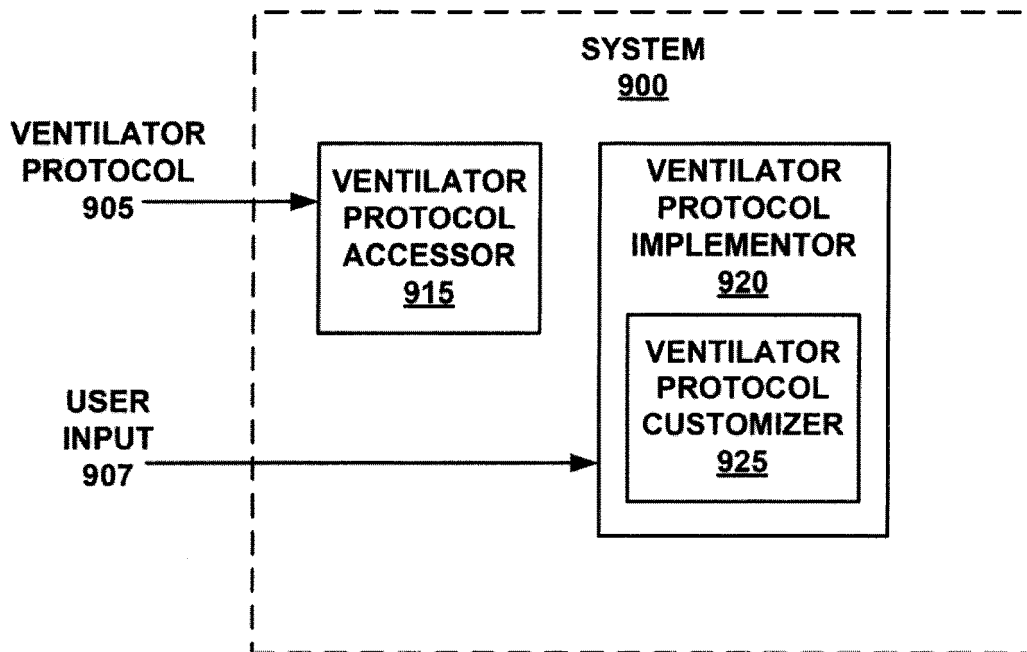 SYSTEM
900
VENTILATOR
PROTOCOL
905
VENTILATOR
PROTOCOL
ACCESSOR
915
VENTILATOR
PROTOCOL
IMPLEMENTOR
920
VENTILATOR
PROTOCOL
CUSTOMIZER
925
USER
INPUT
907